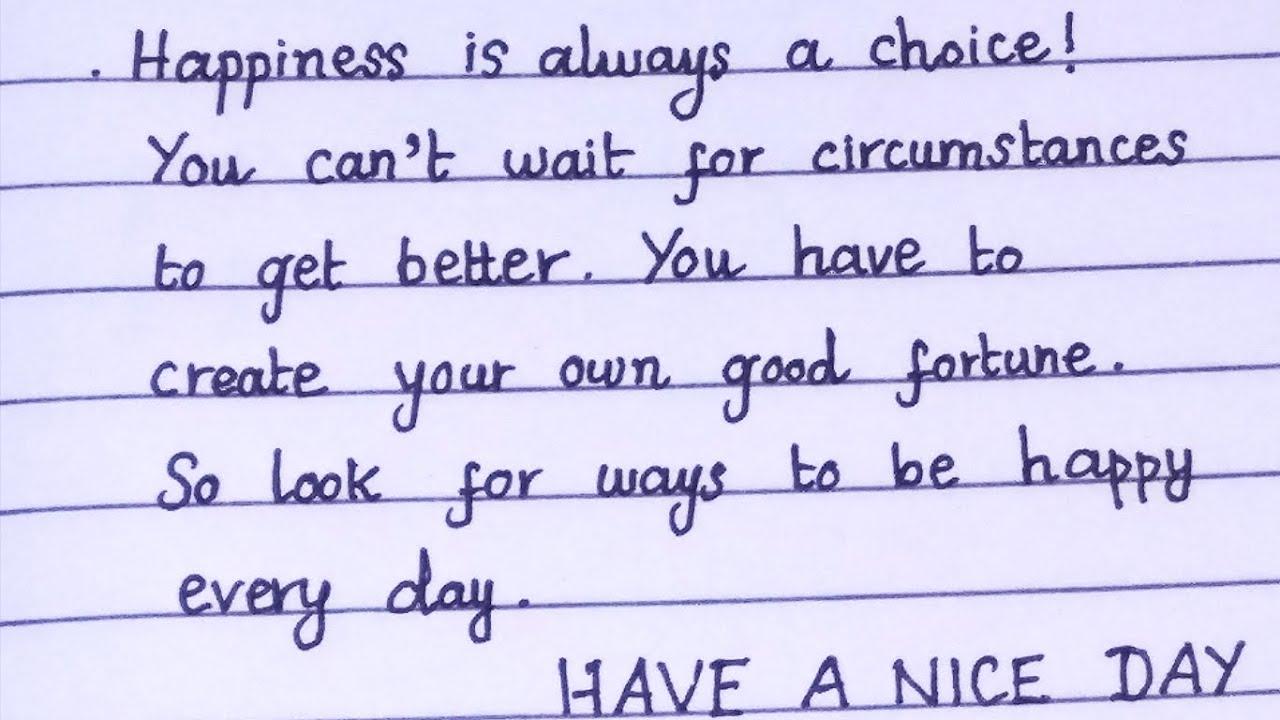 . Happiness is always a choice!
You can't wait for circumstances
to get better. You have to
create your own good fortune.
So look for ways to be happy
every day.
HAVE A NICE DAY